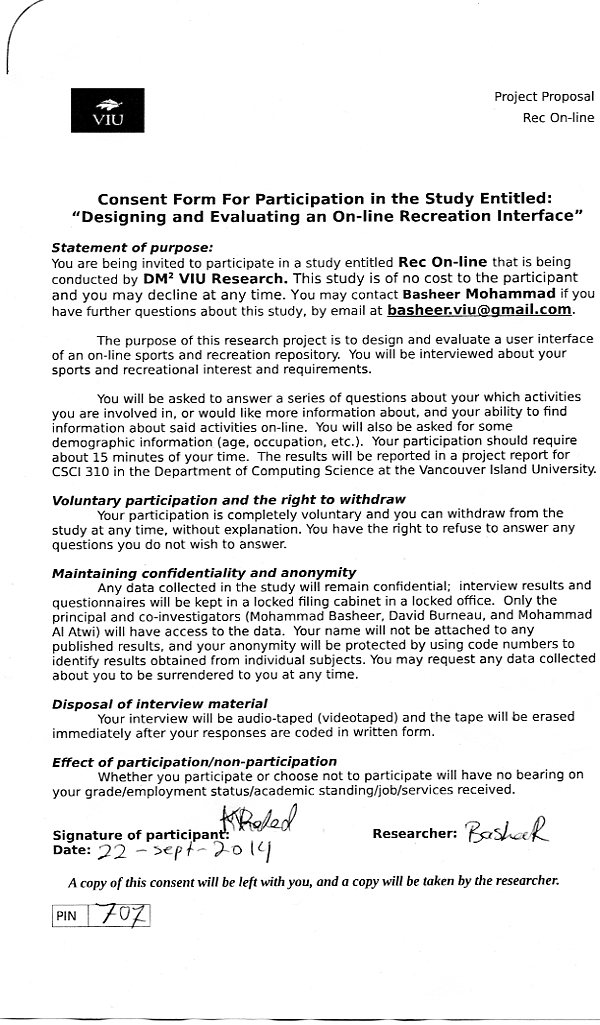 VIU
Project Proposal
Rec On-line
Consent Form For Participation in the Study Entitled:
“Designing and Evaluating an On-line Recreation Interface”
Statement of purpose:
You are being invited to participate in a study entitled Rec On-line that is being
conducted by DM² VIU Research. This study is of no cost to the participant
and you may decline at any time. You may contact Basheer Mohammad if you
have further questions about this study, by email at basheer.viu@gmail.com.
The purpose of this research project is to design and evaluate a user interface
of an on-line sports and recreation repository. You will be interviewed about your
sports and recreational interest and requirements.
You will be asked to answer a series of questions about your which activities
you are involved in, or would like more information about, and your ability to find
information about said activities on-line. You will also be asked for some
demographic information (age, occupation, etc.). Your participation should require
about 15 minutes of your time. The results will be reported in a project report for
CSCI 310 in the Department of Computing Science at the Vancouver Island University.
Voluntary participation and the right to withdraw
Your participation is completely voluntary and you can withdraw from the
study at any time, without explanation. You have the right to refuse to answer any
questions you do not wish to answer.
Maintaining confidentiality and anonymity
Any data collected in the study will remain confidential; interview results and
questionnaires will be kept in a locked filing cabinet in a locked office. Only the
principal and co-investigators (Mohammad Basheer, David Burneau, and Mohammad
Al Atwi) will have access to the data. Your name will not be attached to any
published results, and your anonymity will be protected by using code numbers to
identify results obtained from individual subjects. You may request any data collected
about you to be surrendered to you at any time.
Disposal of interview material
Your interview will be audio-taped (videotaped) and the tape will be erased
immediately after your responses are coded in written form.
Effect of participation/non-participation
Whether you participate or choose not to participate will have no bearing on
your grade/employment status/academic standing/job/services received.
Signature of participant: Researcher:
Date: 22-sept-2014
A copy of this consent will be left with you, and a copy will be taken by the researcher.
PIN 707